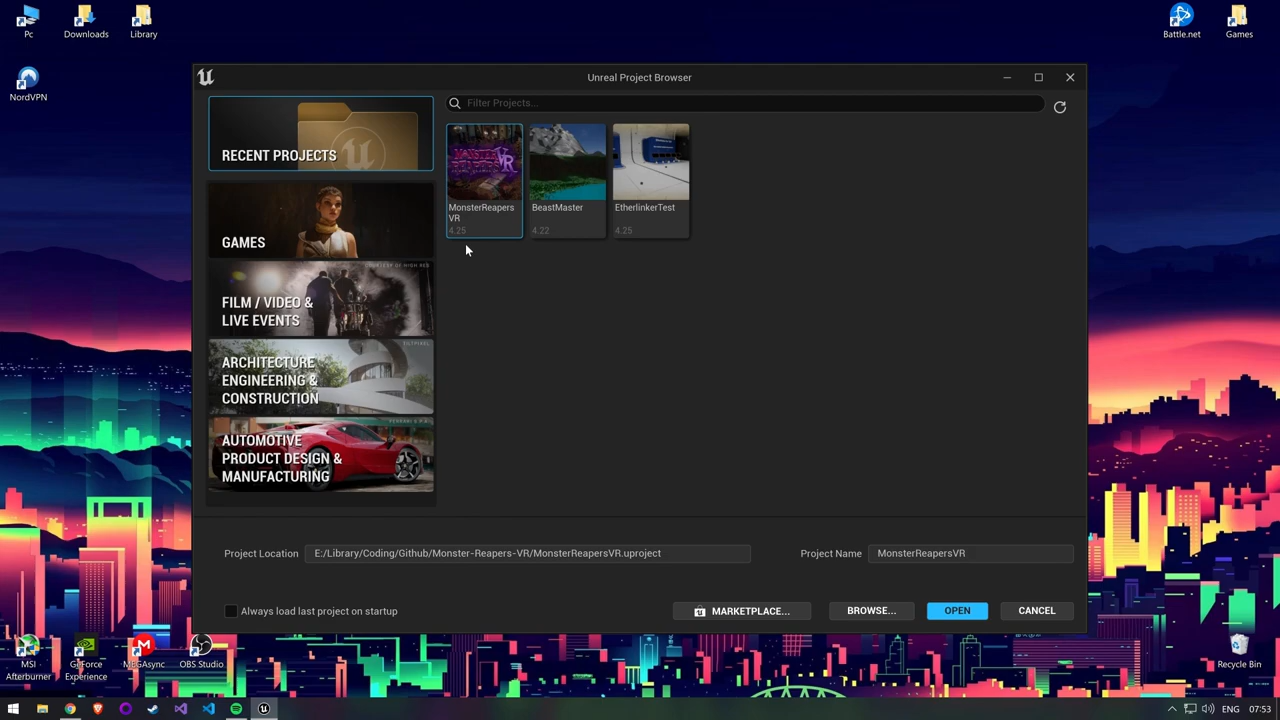 Pc
Downloads
Library
Battle.net
Games
NordVPN
Unreal Project Browser
Filter Projects...
RECENT PROJECTS
GAMES
FILM / VIDEO &
LIVE EVENTS
ARCHITECTURE
ENGINEERING &
CONSTRUCTION
AUTOMOTIVE
PRODUCT DESIGN &
MANUFACTURING
MonsterReapers
VR
4.25
BeastMaster
4.22
EtherlinkerTest
4.25
Project Location
E:/Library/Coding/Github/Monster-Reapers-VR/MonsterReapersVR.uproject
Project Name
MonsterReapersVR
Always load last project on startup
MARKETPLACE...
BROWSE...
OPEN
CANCEL
MSI
Afterburner
GeForce
Experience
MEGAsync
OBS Studio
Recycle Bin
ENG
07:53